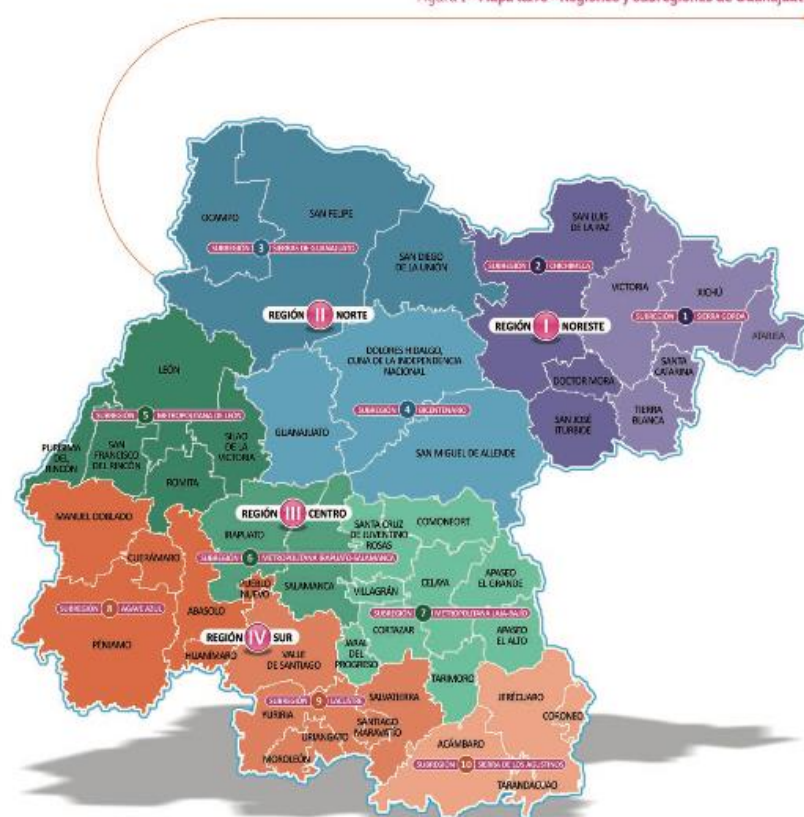 OCAMPO
SAN FELIPE
SUBREGIÓN 3 SIERRAS DE GUANAJUATO
SAN DIEGO
DE LA UNIÓN
REGIÓN II NORTE
SAN LUIS
DE LA PAZ
SUBREGIÓN 2 CHICHIMECA
VICTORIA
XICHÚ
SUBREGIÓN 1 SIERRA GORDA
ATARJEA
REGIÓN I NORESTE
SANTA
CATARINA
DOCTOR MORA
TIERRA
BLANCA
SAN JOSÉ
ITURBIDE
DOLORES HIDALGO,
CUNA DE LA INDEPENDENCIA
NACIONAL
SUBREGIÓN 4 BICENTENARIO
GUANAJUATO
SAN MIGUEL DE ALLENDE
LEÓN
SUBREGIÓN 5 METROPOLITANA DE LEÓN
PURÍSIMA
DEL
RINCÓN
SAN
FRANCISCO
DEL RINCÓN
SILAO
DE LA
VICTORIA
ROMITA
REGIÓN III CENTRO
IRAPUATO
SUBREGIÓN 6 METROPOLITANA IRAPUATO-SALAMANCA
PUEBLO
NUEVO
SALAMANCA
SANTA CRUZ
DE JUVENTINO
ROSAS
COMONFORT
VILLAGRÁN
CELAYA
APASEO
EL GRANDE
SUBREGIÓN 7 METROPOLITANA LAJA-BAJÍO
CORTAZAR
APASEO
EL ALTO
JARAL
DEL
PROGRESO
TARIMORO
MANUEL DOBLADO
CUERÁMARO
SUBREGIÓN 8 AGAVE AZUL
ABASOLO
PÉNJAMO
HUANÍMARO
REGIÓN IV SUR
VALLE
DE SANTIAGO
SUBREGIÓN 9 LACUSTRE
YURIRIA
SALVATIERRA
SANTIAGO
MARAVATÍO
URIANGATO
MOROLEÓN
JERÉCUARO
CORONEO
ACÁMBARO
SUBREGIÓN 10 SIERRA DE LOS AGUSTINOS
TARANDACUAO